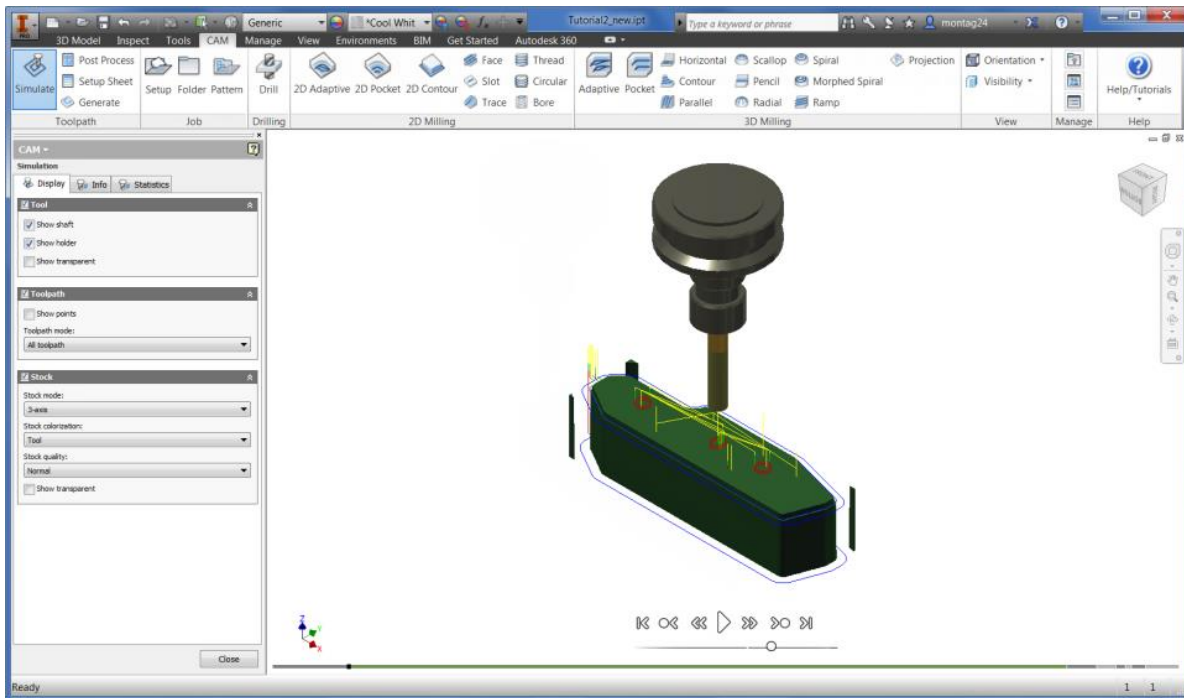 PRO
Generic
*Cool Whit
Tutorial2_new.ipt
Type a keyword or phrase
montag24
3D Model Inspect Tools CAM Manage View Environments BIM Get Started Autodesk 360
Simulate
Post Process
Setup Sheet
Generate
Setup Folder Pattern
Drill
2D Adaptive 2D Pocket 2D Contour
Face Thread
Slot Circular
Trace Bore
Adaptive Pocket
Horizontal Scallop Spiral Projection
Contour Pencil Morphed Spiral
Parallel Radial Ramp
Orientation
Visibility
Help/Tutorials
Toolpath Job Drilling 2D Milling 3D Milling View Manage Help
CAM
Simulation
Display Info Statistics
Tool
Show shaft
Show holder
Show transparent
Toolpath
Show points
Toolpath mode:
All toolpath
Stock
Stock mode:
3-axis
Stock colorization:
Tool
Stock quality:
Normal
Show transparent
Close
FRONT
Z
Y
X
Ready
1 1